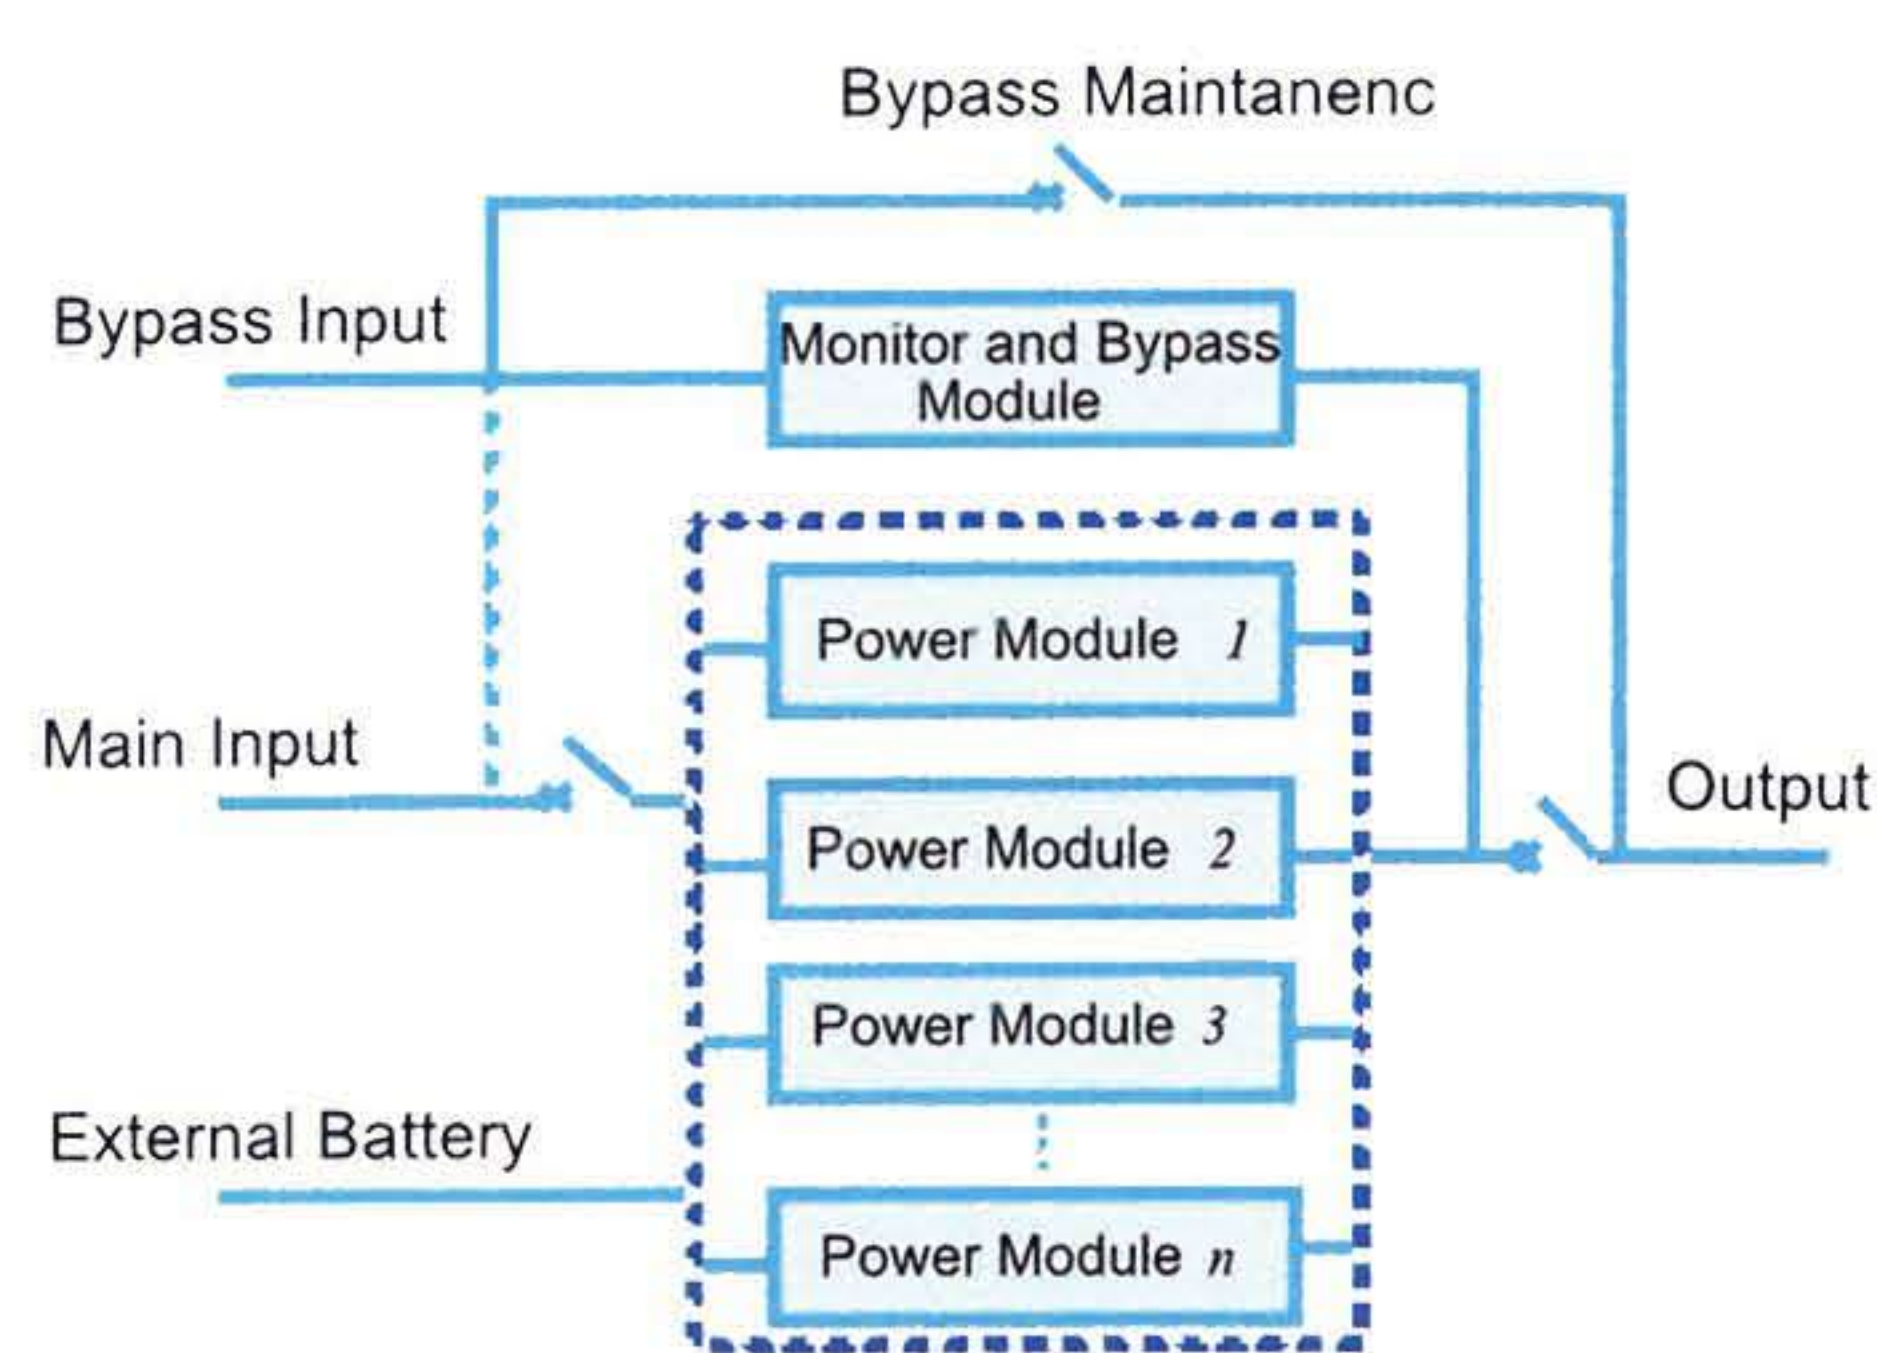 Bypass Maintanenc
Bypass Input
Monitor and Bypass
Module
Power Module 1
Main Input
Power Module 2
Output
Power Module 3
External Battery
Power Module n